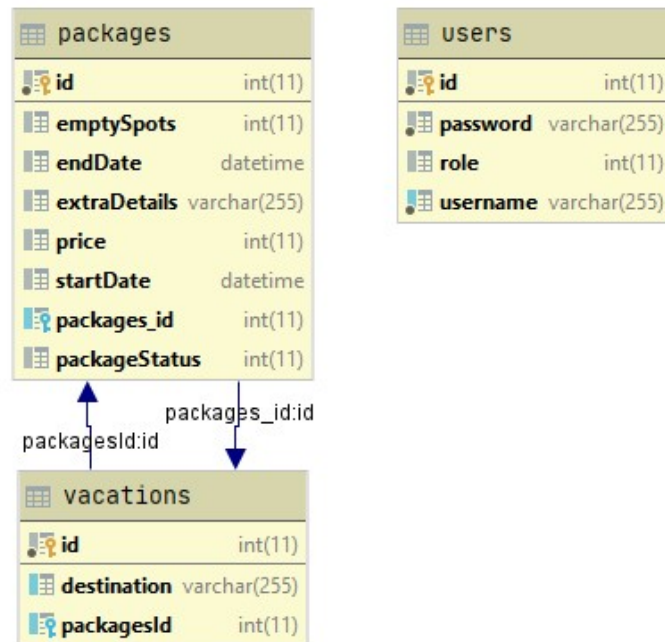 packages
id int(11)
emptySpots int(11)
endDate datetime
extraDetails varchar(255)
price int(11)
startDate datetime
packages_id int(11)
packageStatus int(11)
users
id int(11)
password varchar(255)
role int(11)
username varchar(255)
packages_id:id
packagesId:id
vacations
id int(11)
destination varchar(255)
packagesId int(11)